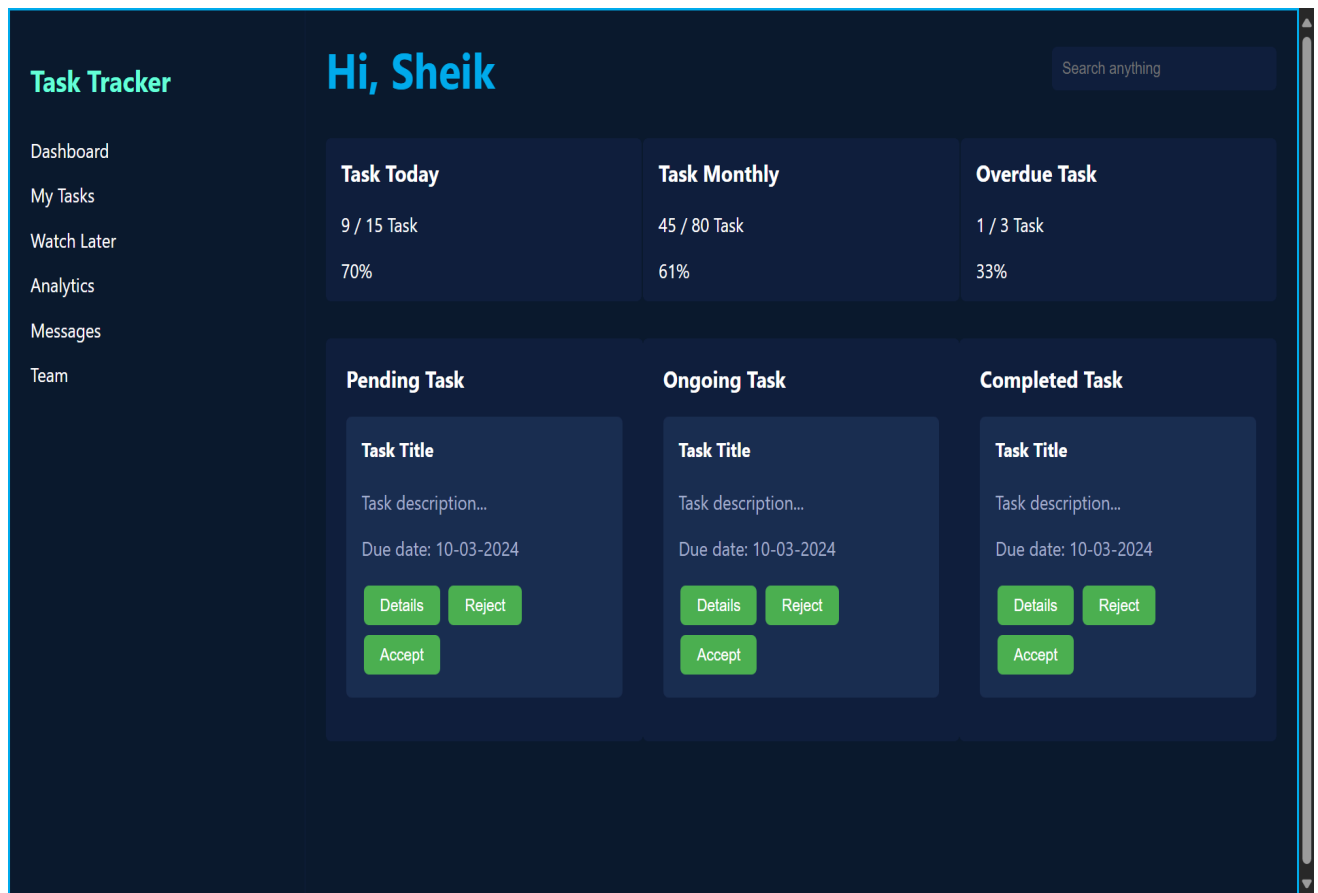 Task Tracker
Dashboard
My Tasks
Watch Later
Analytics
Messages
Team
Hi, Sheik
Search anything
Task Today
9 / 15 Task
70%
Task Monthly
45 / 80 Task
61%
Overdue Task
1 / 3 Task
33%
Pending Task
Task Title
Task description...
Due date: 10-03-2024
Details
Reject
Accept
Ongoing Task
Task Title
Task description...
Due date: 10-03-2024
Details
Reject
Accept
Completed Task
Task Title
Task description...
Due date: 10-03-2024
Details
Reject
Accept